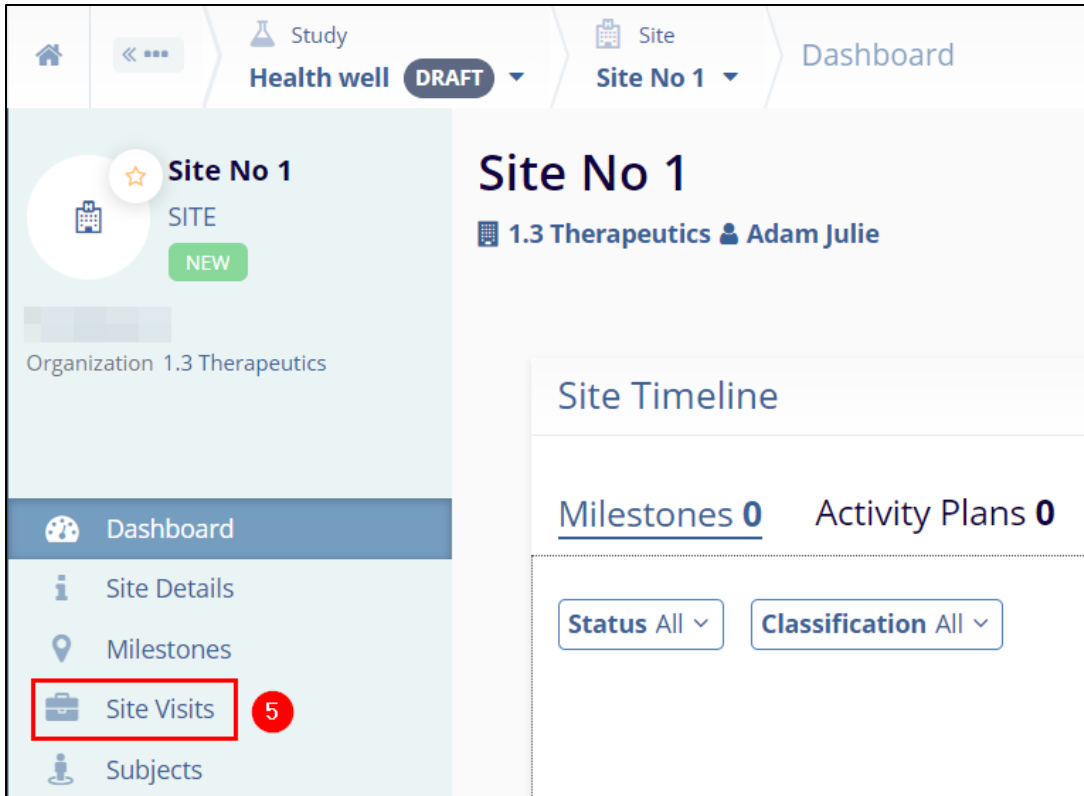 Study
Health well DRAFT
Site
Site No 1
Dashboard
Site No 1
SITE
NEW
Organization 1.3 Therapeutics
Dashboard
Site Details
Milestones
Site Visits 5
Subjects
Site No 1
1.3 Therapeutics Adam Julie
Site Timeline
Milestones 0 Activity Plans 0
Status All Classification All